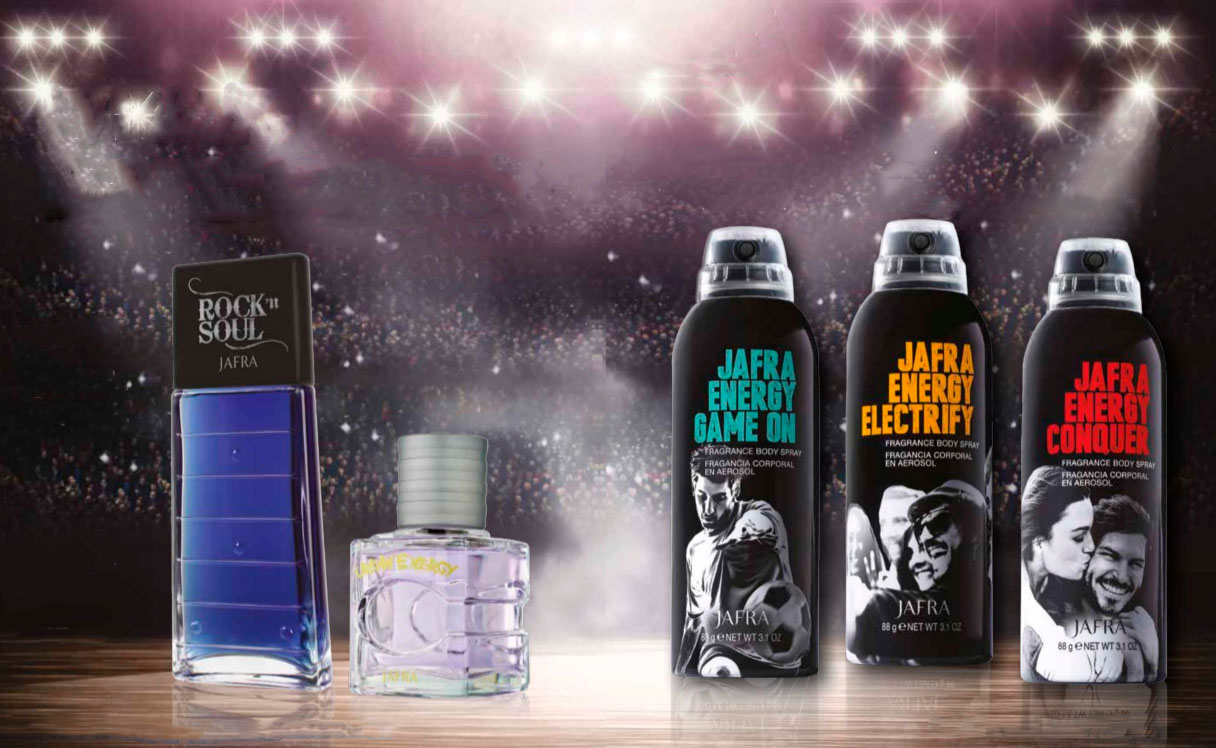 ROCK 'n
SOUL
JAFRA
URBAN ENERGY
JAFRA
JAFRA
ENERGY
GAME ON
FRAGRANCE BODY SPRAY
FRAGANCIA CORPORAL
EN AEROSOL
JAFRA
88 g e NET WT 3.1 OZ
JAFRA
ENERGY
ELECTRIFY
FRAGRANCE BODY SPRAY
FRAGANCIA CORPORAL
EN AEROSOL
JAFRA
88 g e NET WT 3.1 OZ
JAFRA
ENERGY
CONQUER
FRAGRANCE BODY SPRAY
FRAGANCIA CORPORAL
EN AEROSOL
JAFRA
88 g e NET WT 3.1 OZ